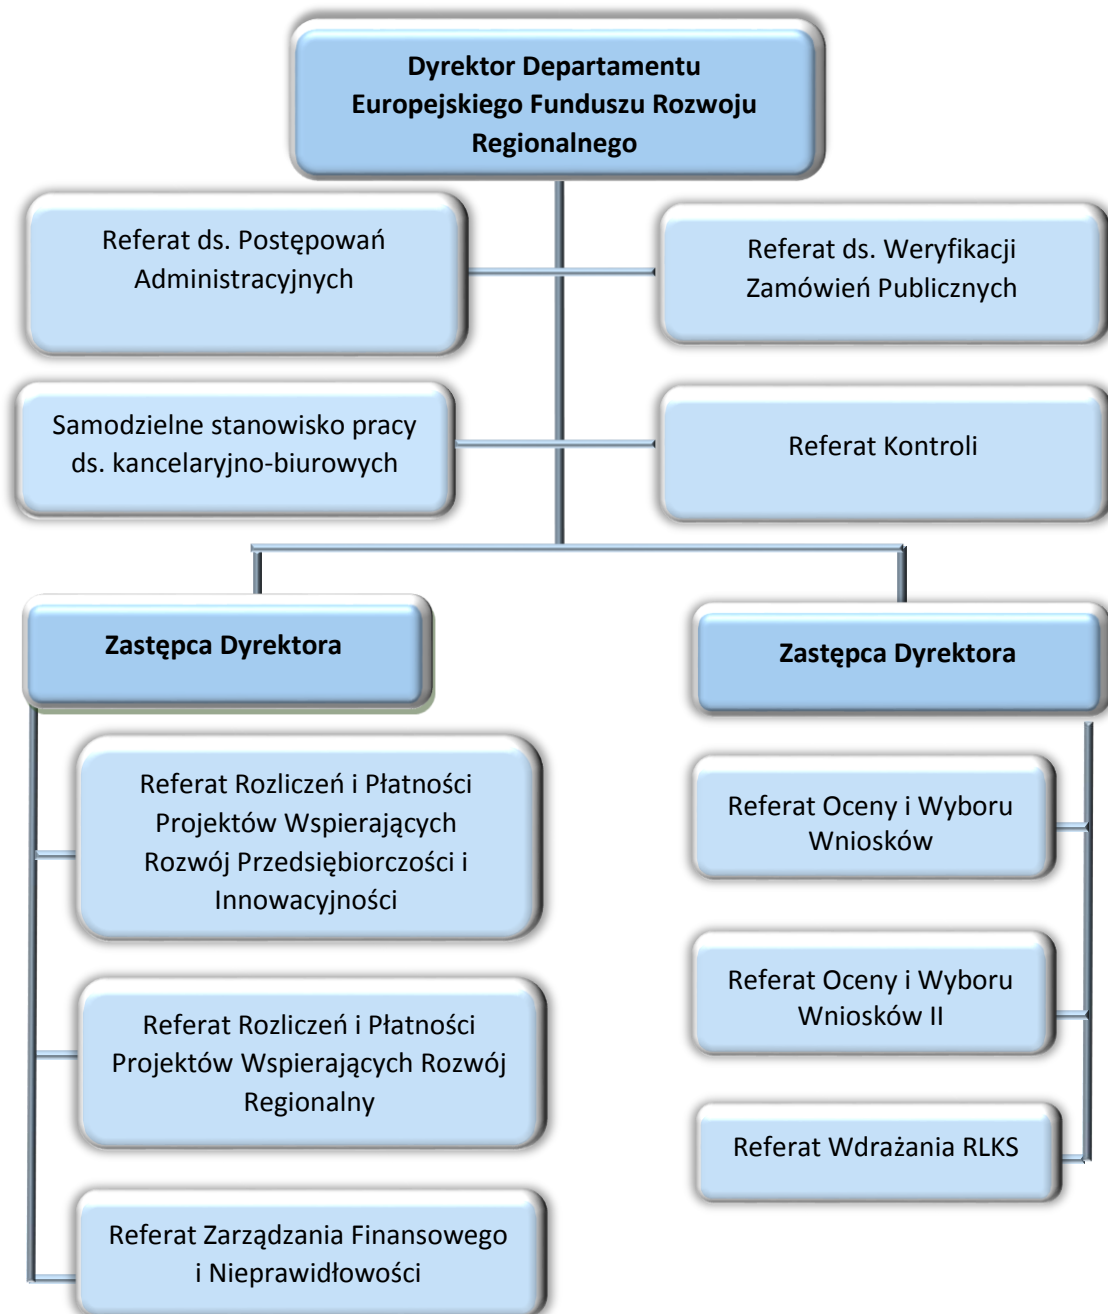 Dyrektor Departamentu
Europejskiego Funduszu Rozwoju
Regionalnego
Referat ds. Postępowań
Administracyjnych
Referat ds. Weryfikacji
Zamówień Publicznych
Samodzielne stanowisko pracy
ds. kancelaryjno-biurowych
Referat Kontroli
Zastępca Dyrektora
Zastępca Dyrektora
Referat Rozliczeń i Płatności
Projektów Wspierających
Rozwój Przedsiębiorczości i
Innowacyjności
Referat Rozliczeń i Płatności
Projektów Wspierających Rozwój
Regionalny
Referat Zarządzania Finansowego
i Nieprawidłowości
Referat Oceny i Wyboru
Wniosków
Referat Oceny i Wyboru
Wniosków II
Referat Wdrażania RLKS